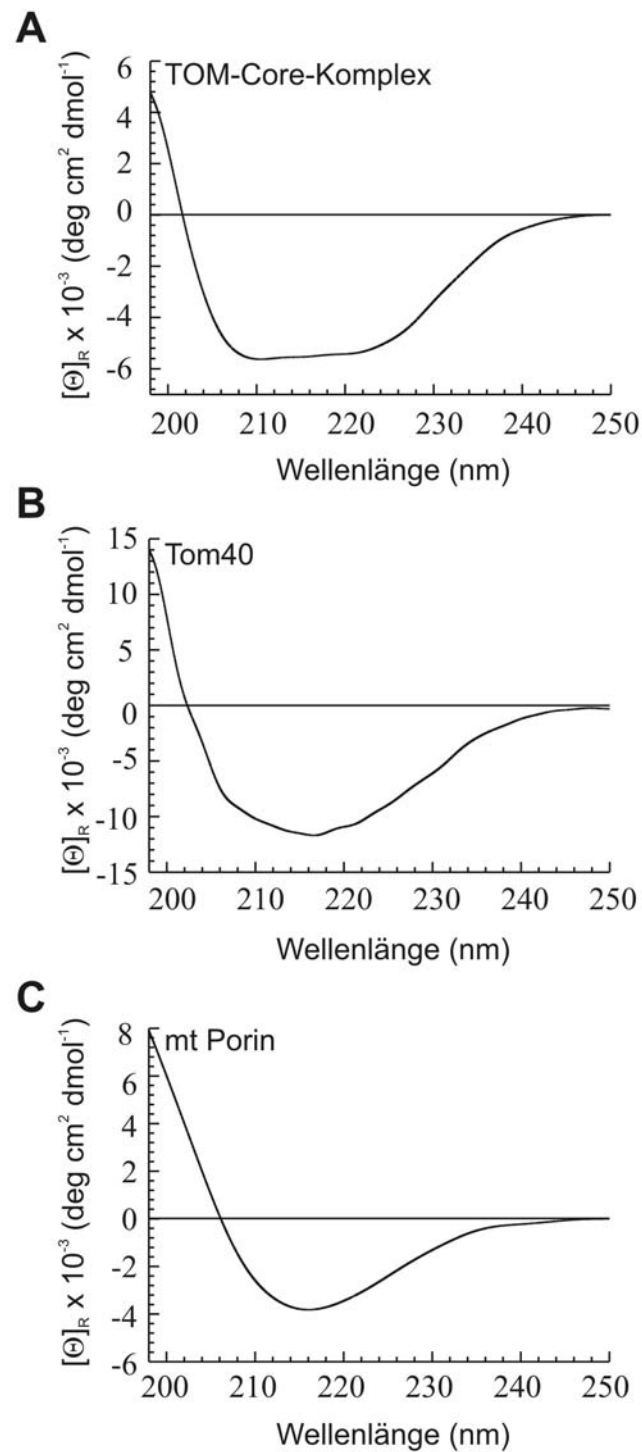 A
TOM-Core-Komplex
[Θ]R x 10⁻³ (deg cm² dmol⁻¹)
6
4
2
0
-2
-4
-6
200 210 220 230 240 250
Wellenlänge (nm)
B
Tom40
[Θ]R x 10⁻³ (deg cm² dmol⁻¹)
15
10
5
0
-5
-10
-15
200 210 220 230 240 250
Wellenlänge (nm)
C
mt Porin
[Θ]R x 10⁻³ (deg cm² dmol⁻¹)
8
6
4
2
0
-2
-4
-6
200 210 220 230 240 250
Wellenlänge (nm)